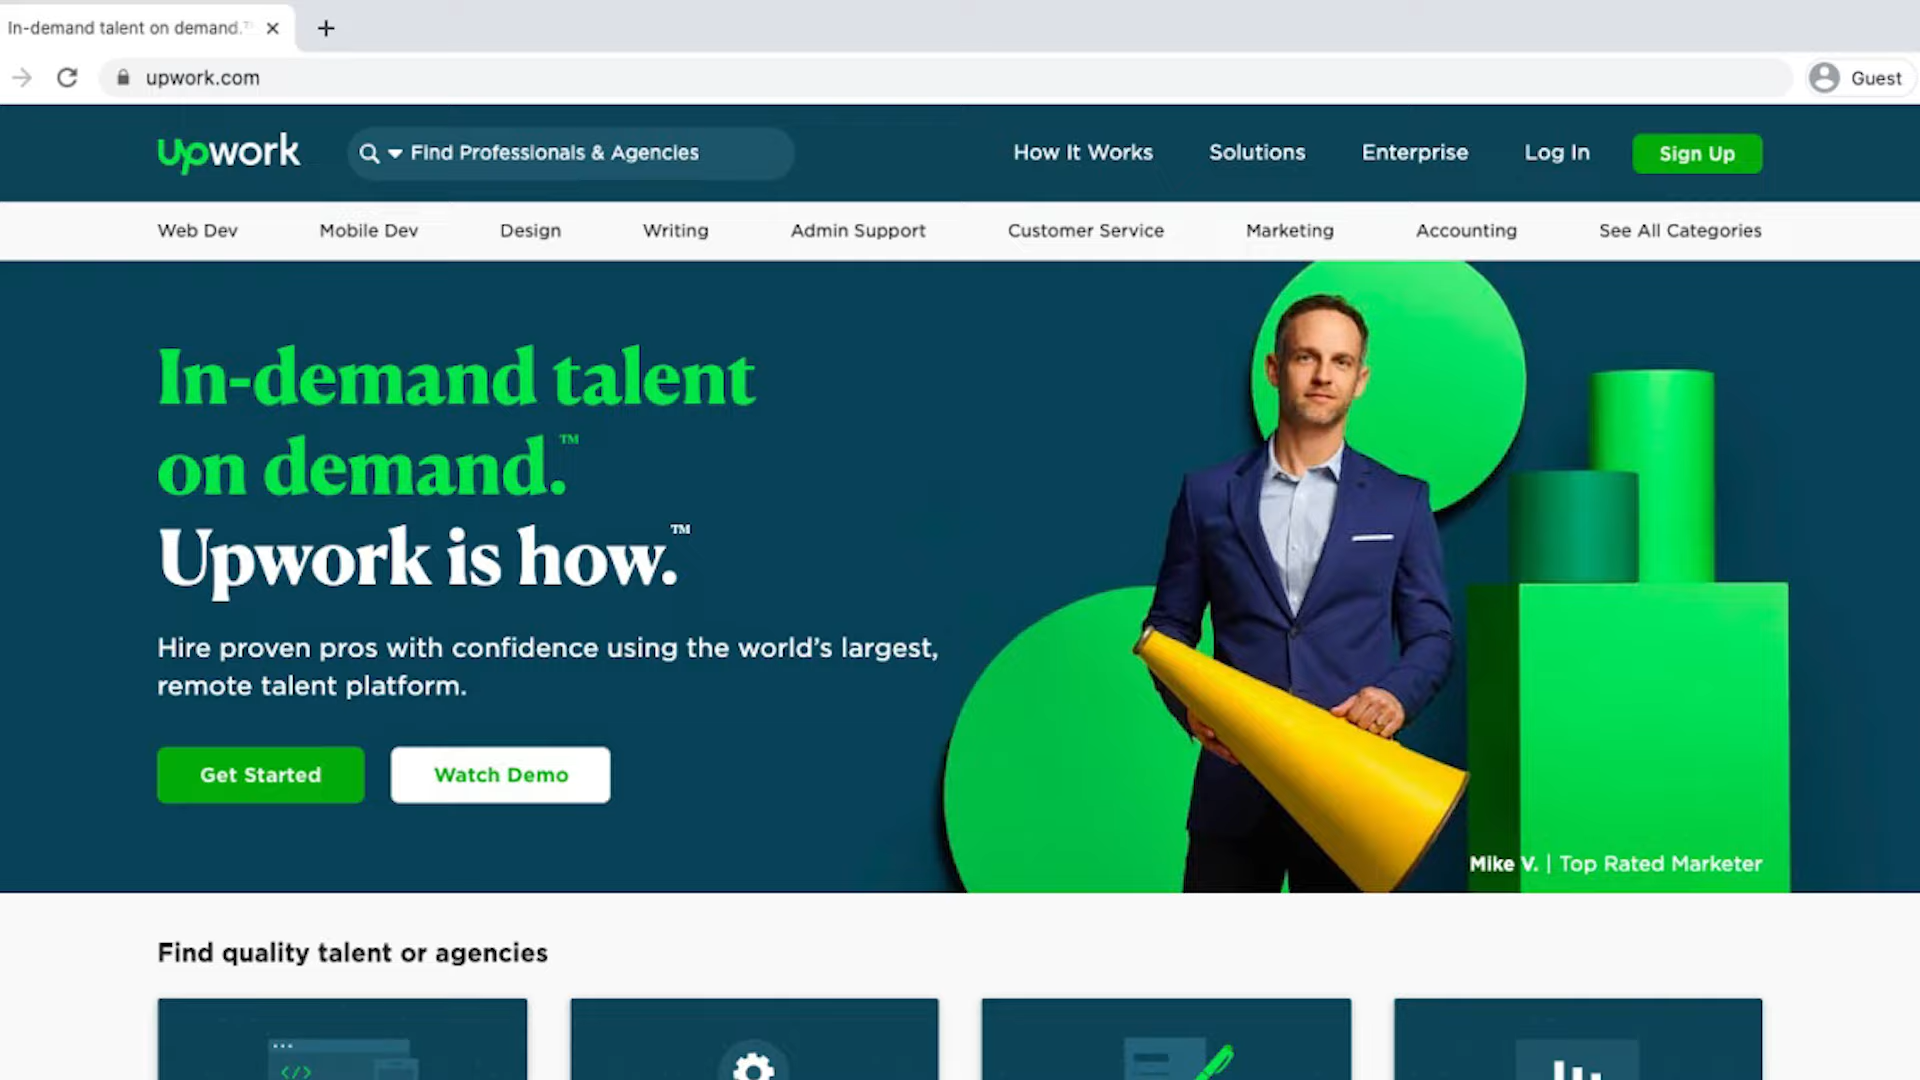 In-demand talent on demand.™
upwork.com
Guest
Upwork
Find Professionals & Agencies
How It Works
Solutions
Enterprise
Log In
Sign Up
Web Dev
Mobile Dev
Design
Writing
Admin Support
Customer Service
Marketing
Accounting
See All Categories
In-demand talent
on demand.™
Upwork is how.™
Hire proven pros with confidence using the world’s largest,
remote talent platform.
Get Started
Watch Demo
Mike V. | Top Rated Marketer
Find quality talent or agencies
</>